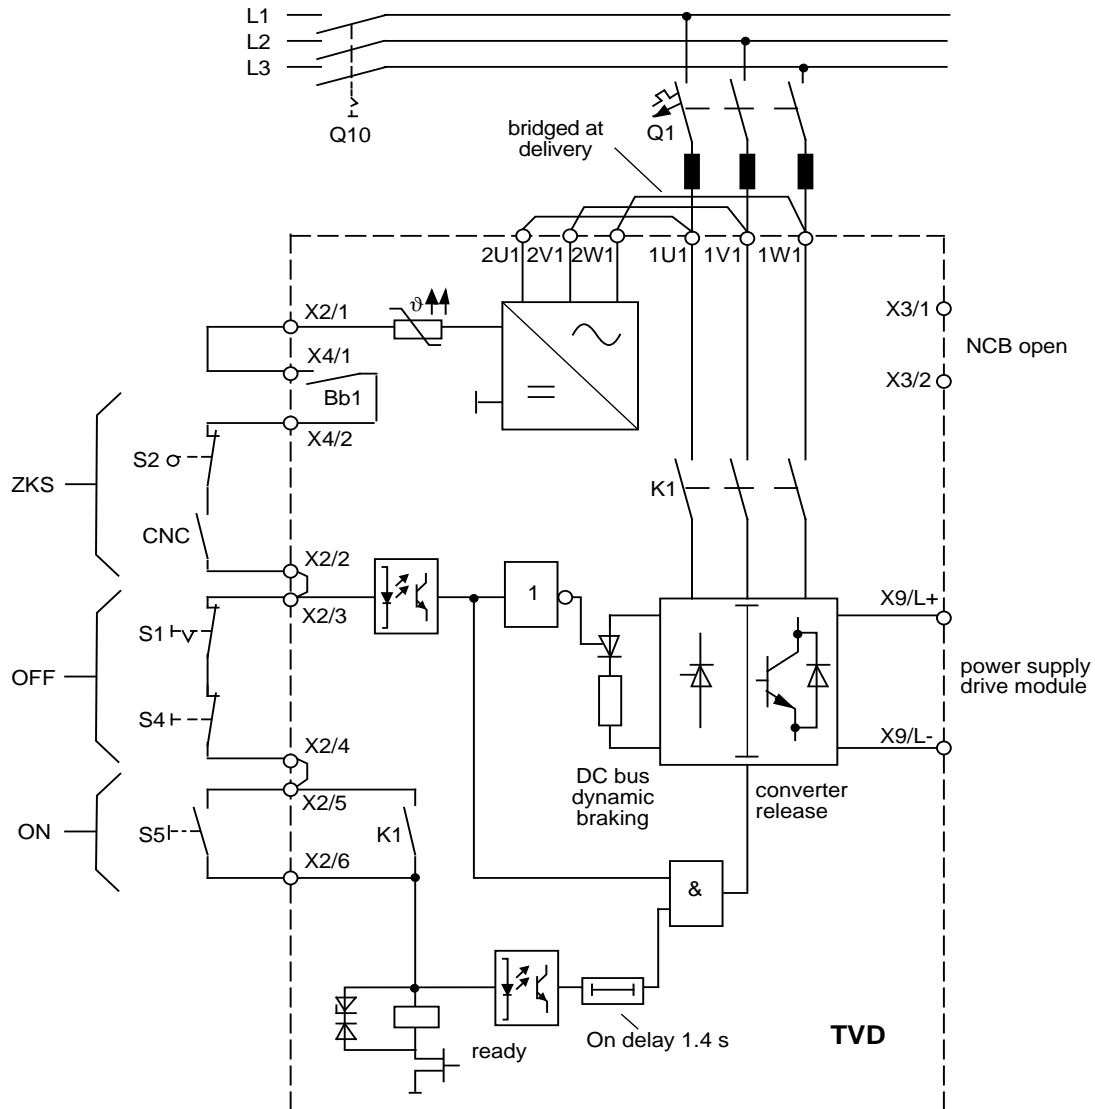 L1
L2
L3
Q10
Q1
bridged at
delivery
2U1 2V1 2W1 1U1 1V1 1W1
X2/1
ϑ
X3/1
X4/1
NCB open
Bb1
X3/2
X4/2
S2
ZKS
K1
CNC
X2/2
1
X2/3
X9/L+
S1
OFF
power supply
drive module
S4
X2/4
X9/L-
DC bus
dynamic
braking
converter
release
X2/5
ON
S5
K1
X2/6
&
ready
On delay 1.4 s
TVD